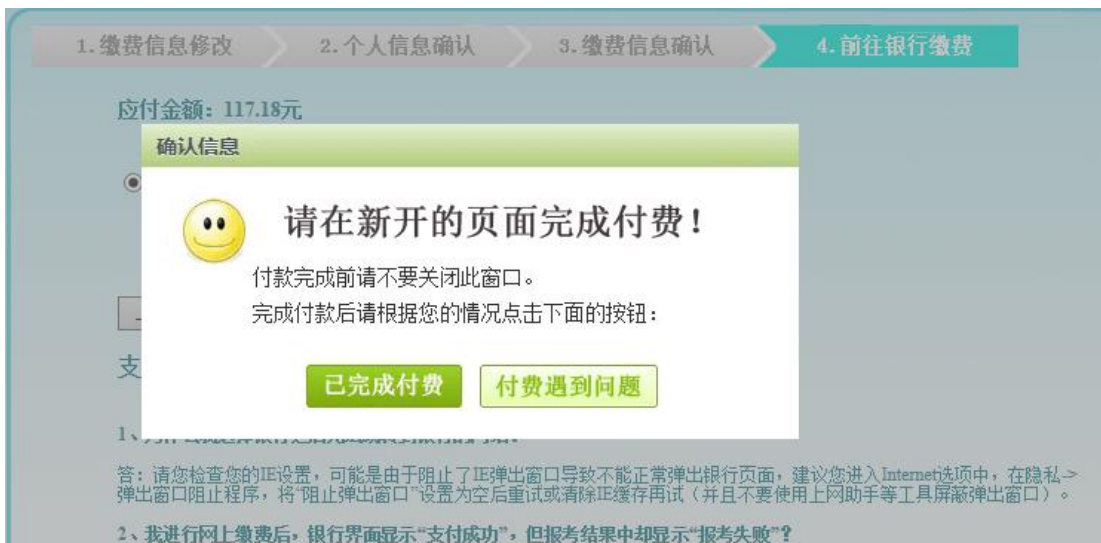 1.缴费信息修改
2.个人信息确认
3.缴费信息确认
4.前往银行缴费
应付金额：117.18元
确认信息
请在新开的页面完成付费！
付款完成前请不要关闭此窗口。
完成付款后请根据您的情况点击下面的按钮：
已完成付费
付费遇到问题
支
1、
答：请您检查您的IE设置，可能是由于阻止了IE弹出窗口导致不能正常弹出银行页面，建议您进入Internet选项中，在隐私->
弹出窗口阻止程序，将“阻止弹出窗口”设置为空后重试或清除IE缓存再试（并且不要使用上网助手等工具屏蔽弹出窗口）。
2、我进行网上缴费后，银行界面显示“支付成功”，但报考结果中却显示“报考失败”？